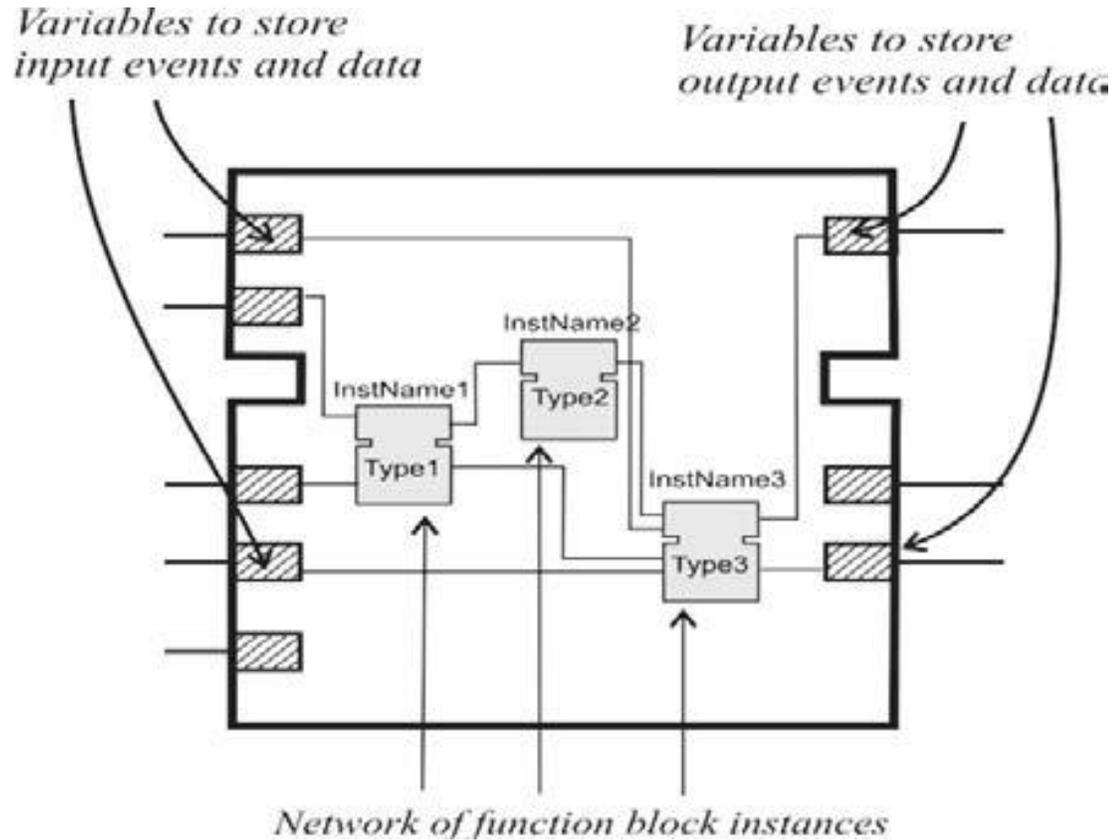 Variables to store
input events and data
Variables to store
output events and data
InstName2
Type2
InstName1
Type1
InstName3
Type3
Network of function block instances